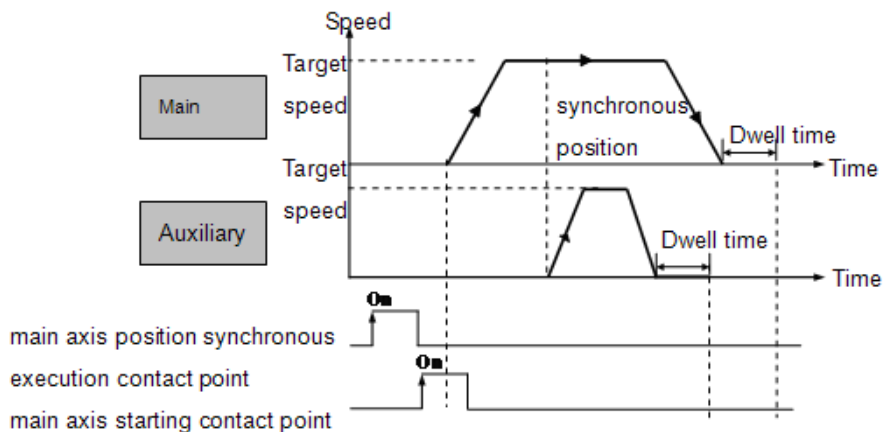 Speed
Target
speed
Main
synchronous
position
Dwell time
Time
Target
speed
Auxiliary
Dwell time
Time
On
main axis position synchronous
On
execution contact point
main axis starting contact point